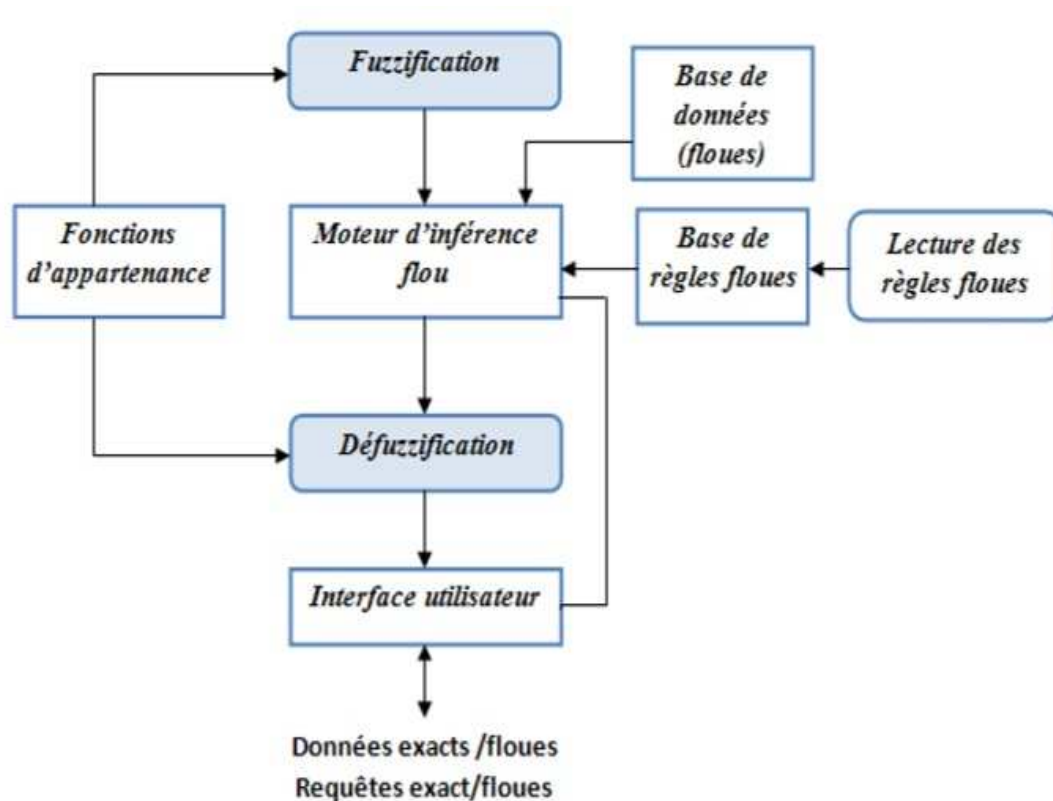 Fuzzification
Base de
données
(floues)
Fonctions
d'appartenance
Moteur d'inférence
flou
Base de
règles floues
Lecture des
règles floues
Défuzzification
Interface utilisateur
Données exacts /floues
Requêtes exact/floues